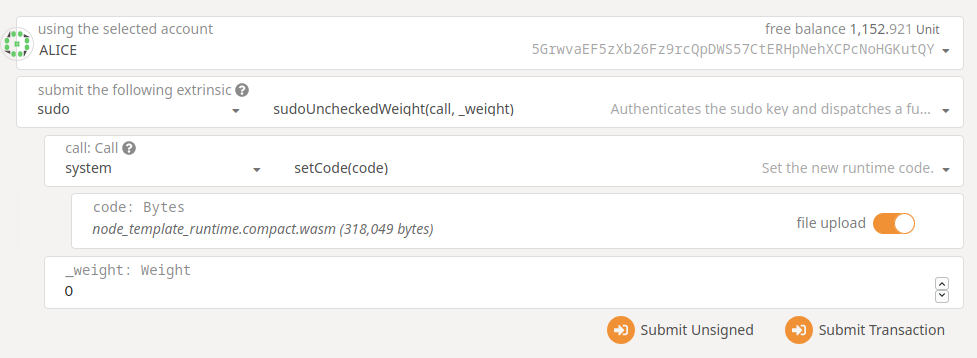 using the selected account
free balance 1,152.921 Unit
ALICE
5GrwvaEF5zXb26Fz9rcQpDWS57CtERHpNehXCPcNoHGKutQY
submit the following extrinsic ?
sudo
sudoUncheckedWeight(call, _weight)
Authenticates the sudo key and dispatches a fu...
call: Call ?
system
setCode(code)
Set the new runtime code.
code: Bytes
node_template_runtime.compact.wasm (318,049 bytes)
file upload
_weight: Weight
0
Submit Unsigned
Submit Transaction